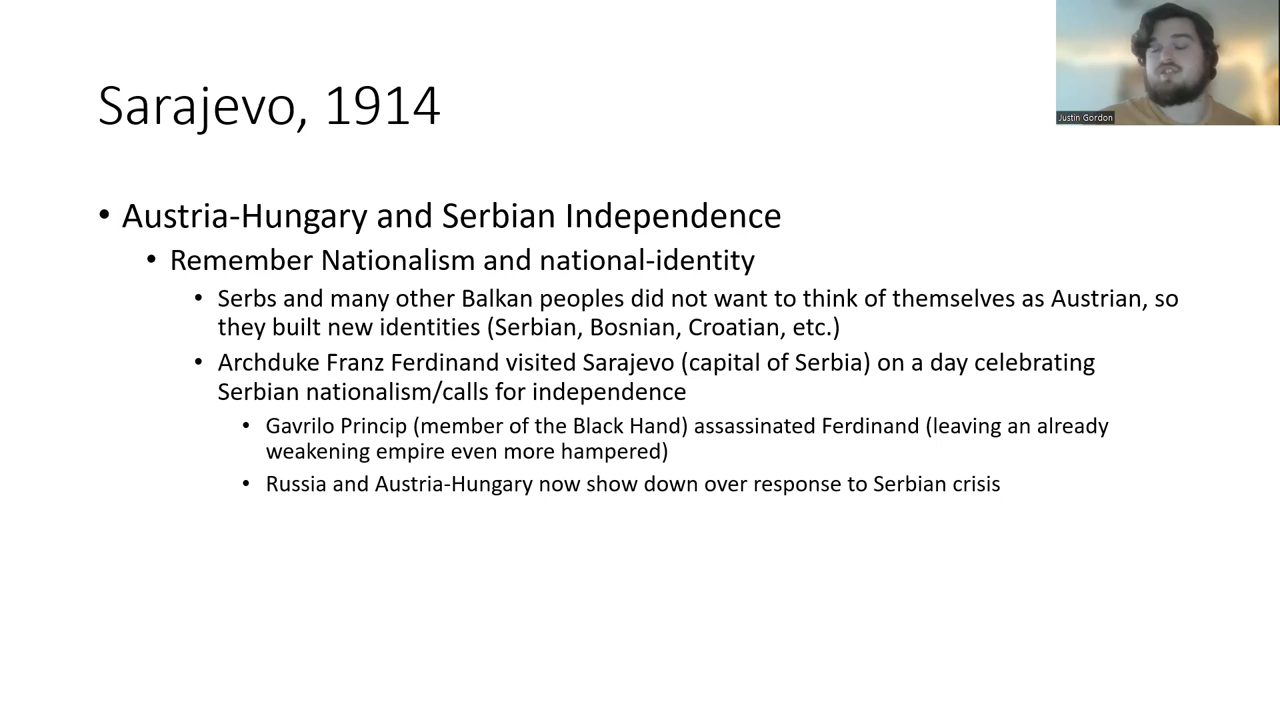 Justin Gordon
Sarajevo, 1914
• Austria-Hungary and Serbian Independence
• Remember Nationalism and national-identity
• Serbs and many other Balkan peoples did not want to think of themselves as Austrian, so
they built new identities (Serbian, Bosnian, Croatian, etc.)
• Archduke Franz Ferdinand visited Sarajevo (capital of Serbia) on a day celebrating
Serbian nationalism/calls for independence
• Gavrilo Princip (member of the Black Hand) assassinated Ferdinand (leaving an already
weakening empire even more hampered)
• Russia and Austria-Hungary now show down over response to Serbian crisis